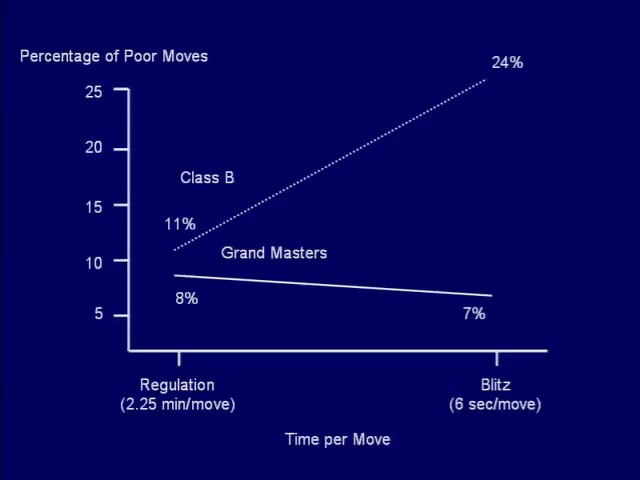 Percentage of Poor Moves
24%
25
20
Class B
15
11%
Grand Masters
10
8%
7%
5
Regulation
(2.25 min/move)
Blitz
(6 sec/move)
Time per Move